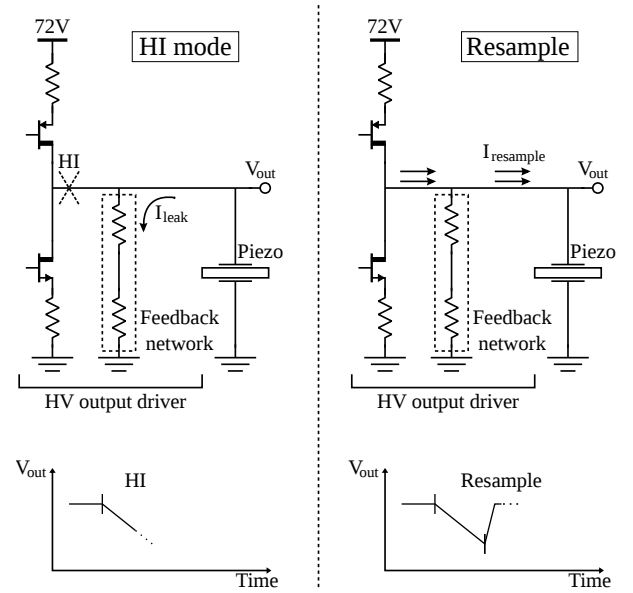 HI mode
72V
HI
Vout
Ileak
Piezo
Feedback
network
HV output driver
Vout
HI
Time
Resample
72V
Iresample
Vout
Piezo
Feedback
network
HV output driver
Vout
Resample
Time